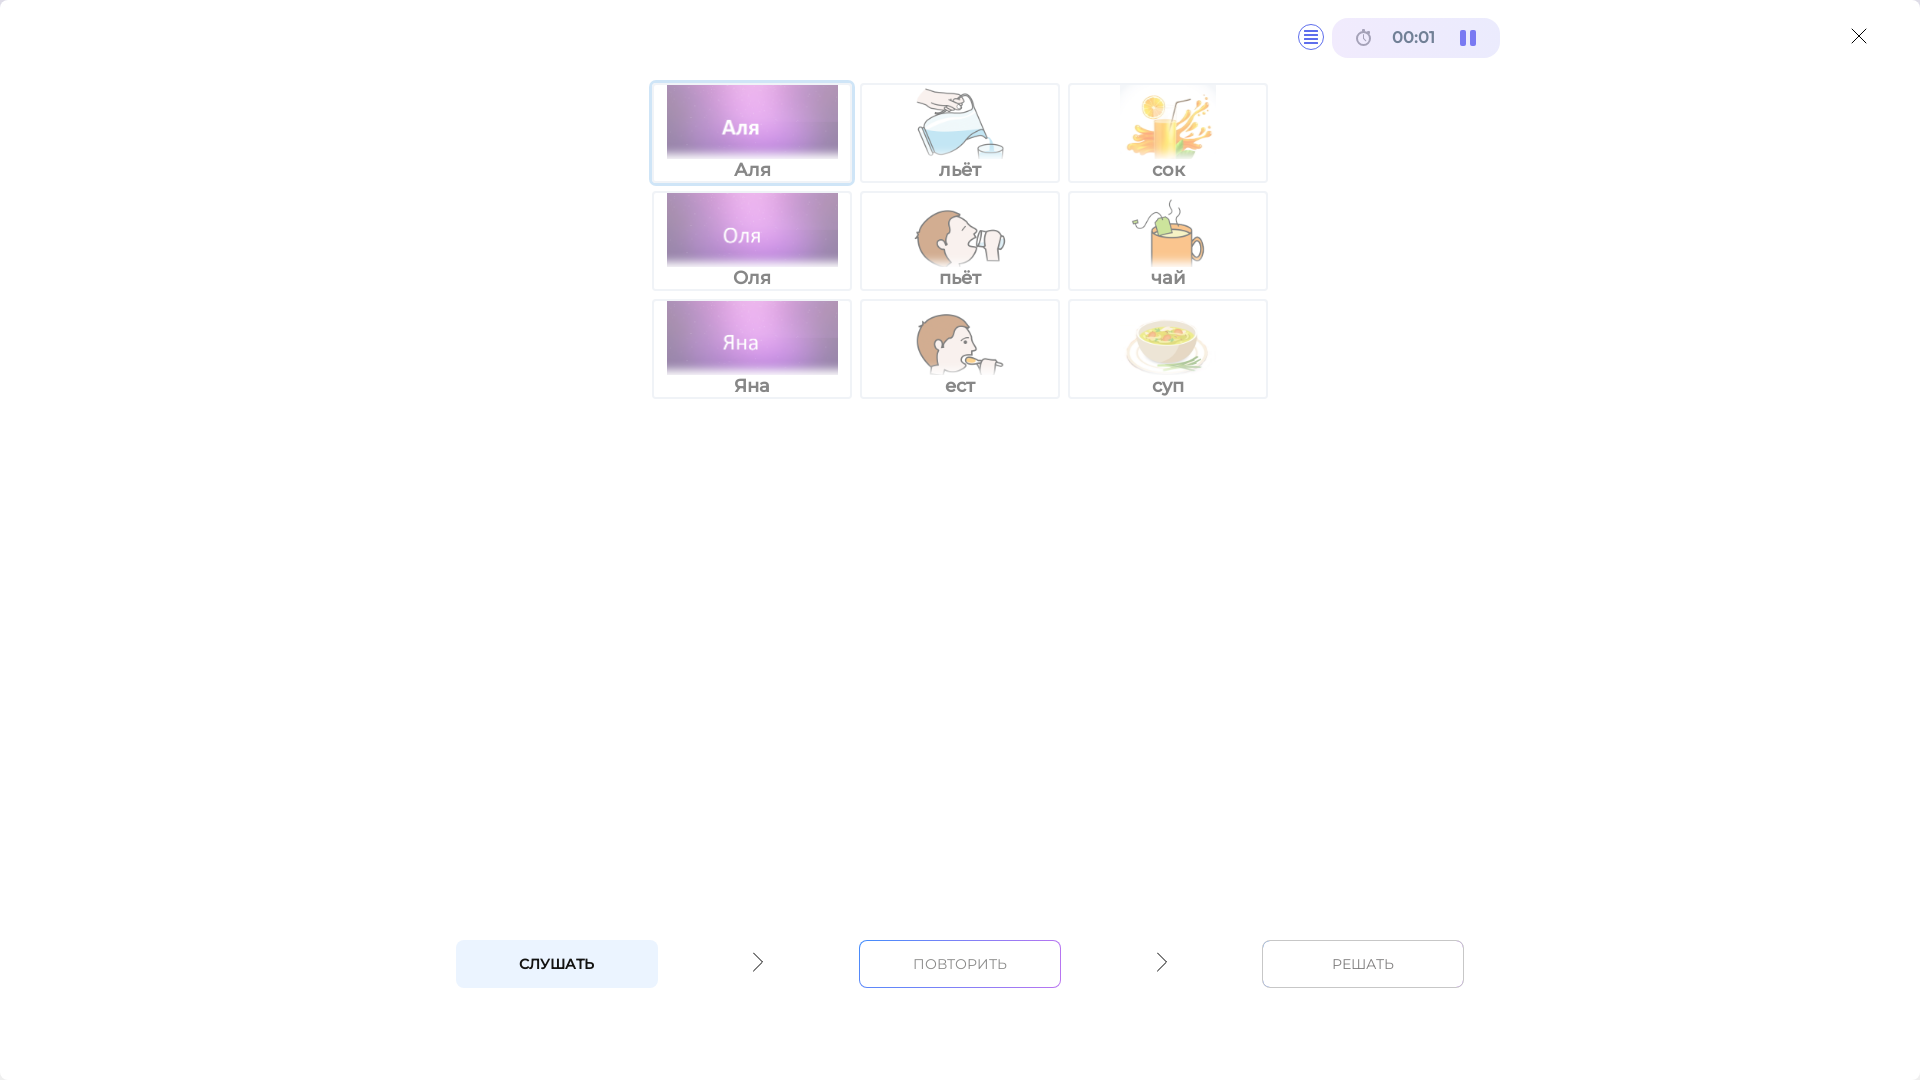 00:01
Аля
Аля
льёт
сок
Оля
Оля
пьёт
чай
Яна
Яна
ест
суп
СЛУШАТЬ
ПОВТОРИТЬ
РЕШАТЬ